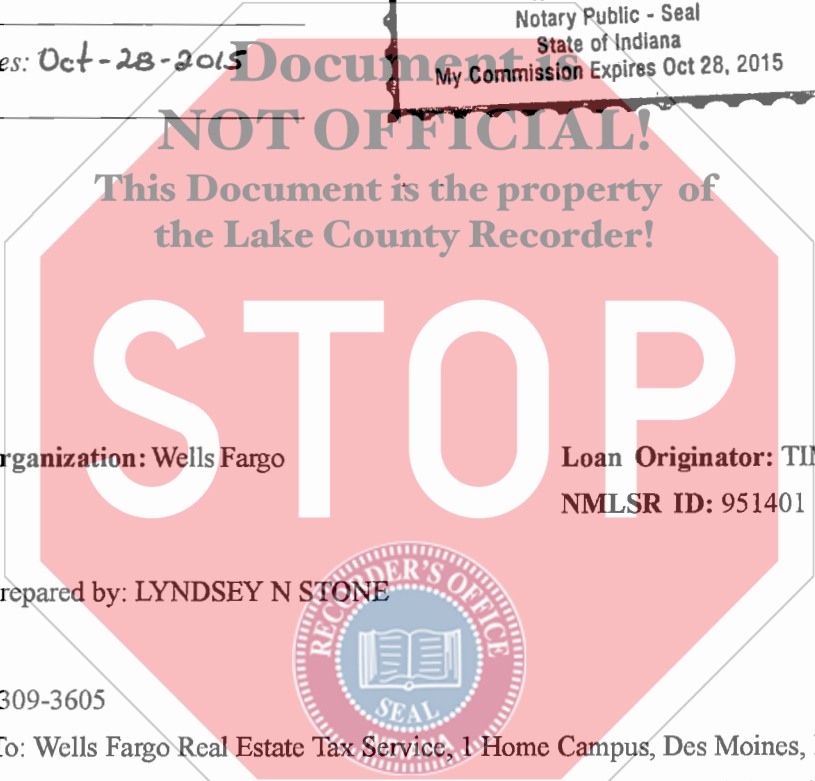 Notary Public - Seal
State of Indiana
My Commission Expires Oct 28, 2015
es: Oct-28-2015
Document is
NOT OFFICIAL!
This Document is the property of
the Lake County Recorder!
STOP
rganization: Wells Fargo
Loan Originator: TIM
NMLSR ID: 951401
repared by: LYNDSEY N STONE
RECORDER'S OFFICE
SEAL
309-3605
To: Wells Fargo Real Estate Tax Service, 1 Home Campus, Des Moines,